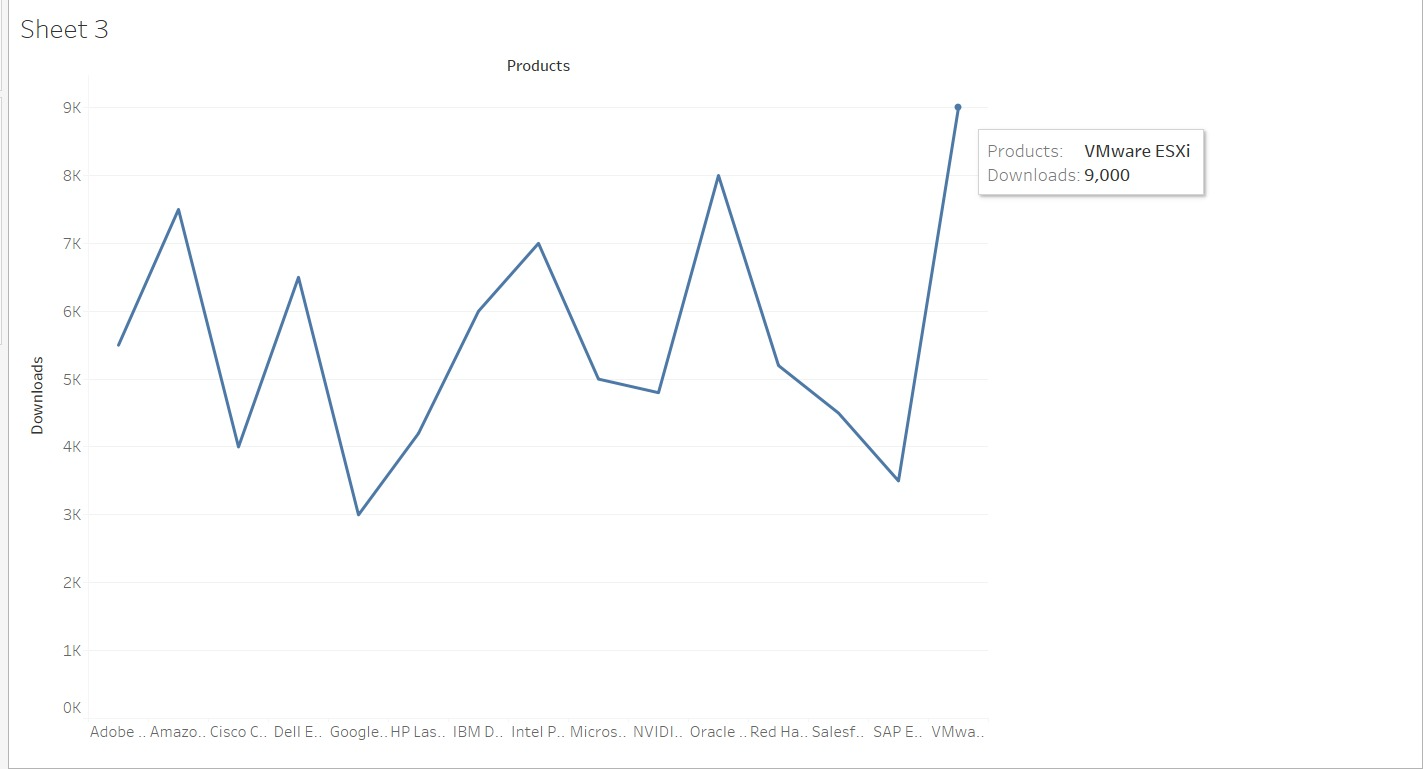 Sheet 3
Products
9K
8K
7K
6K
5K
4K
3K
2K
1K
0K
Downloads
Products: VMware ESXi
Downloads: 9,000
Adobe .. Amazo.. Cisco C.. Dell E.. Google.. HP Las.. IBM D.. Intel P.. Micros.. NVIDI.. Oracle .. Red Ha.. Salesf.. SAP E.. VMwa..